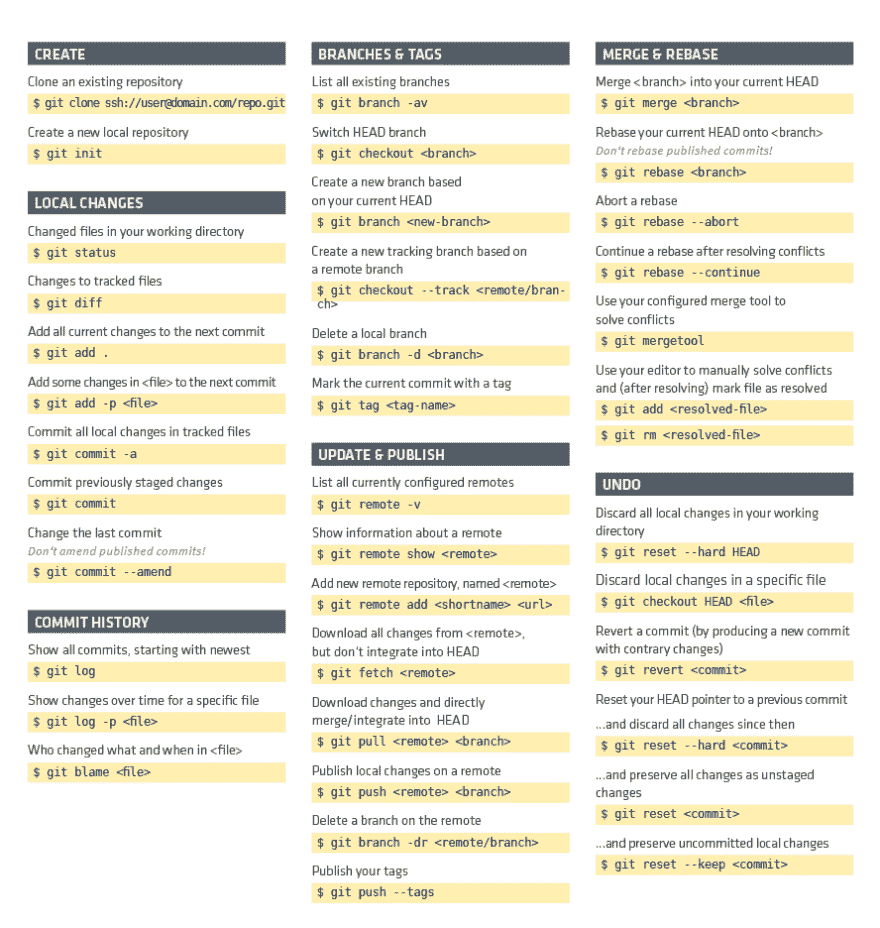 CREATE
Clone an existing repository
$ git clone ssh://user@domain.com/repo.git
Create a new local repository
$ git init
LOCAL CHANGES
Changed files in your working directory
$ git status
Changes to tracked files
$ git diff
Add all current changes to the next commit
$ git add .
Add some changes in <file> to the next commit
$ git add -p <file>
Commit all local changes in tracked files
$ git commit -a
Commit previously staged changes
$ git commit
Change the last commit
Don't amend published commits!
$ git commit --amend
COMMIT HISTORY
Show all commits, starting with newest
$ git log
Show changes over time for a specific file
$ git log -p <file>
Who changed what and when in <file>
$ git blame <file>
BRANCHES & TAGS
List all existing branches
$ git branch -av
Switch HEAD branch
$ git checkout <branch>
Create a new branch based
on your current HEAD
$ git branch <new-branch>
Create a new tracking branch based on
a remote branch
$ git checkout --track <remote/bran-
ch>
Delete a local branch
$ git branch -d <branch>
Mark the current commit with a tag
$ git tag <tag-name>
UPDATE & PUBLISH
List all currently configured remotes
$ git remote -v
Show information about a remote
$ git remote show <remote>
Add new remote repository, named <remote>
$ git remote add <shortname> <url>
Download all changes from <remote>,
but don't integrate into HEAD
$ git fetch <remote>
Download changes and directly
merge/integrate into HEAD
$ git pull <remote> <branch>
Publish local changes on a remote
$ git push <remote> <branch>
Delete a branch on the remote
$ git branch -dr <remote/branch>
Publish your tags
$ git push --tags
MERGE & REBASE
Merge <branch> into your current HEAD
$ git merge <branch>
Rebase your current HEAD onto <branch>
Don't rebase published commits!
$ git rebase <branch>
Abort a rebase
$ git rebase --abort
Continue a rebase after resolving conflicts
$ git rebase --continue
Use your configured merge tool to
solve conflicts
$ git mergetool
Use your editor to manually solve conflicts
and (after resolving) mark file as resolved
$ git add <resolved-file>
$ git rm <resolved-file>
UNDO
Discard all local changes in your working
directory
$ git reset --hard HEAD
Discard local changes in a specific file
$ git checkout HEAD <file>
Revert a commit (by producing a new commit
with contrary changes)
$ git revert <commit>
Reset your HEAD pointer to a previous commit
...and discard all changes since then
$ git reset --hard <commit>
...and preserve all changes as unstaged
changes
$ git reset <commit>
...and preserve uncommitted local changes
$ git reset --keep <commit>